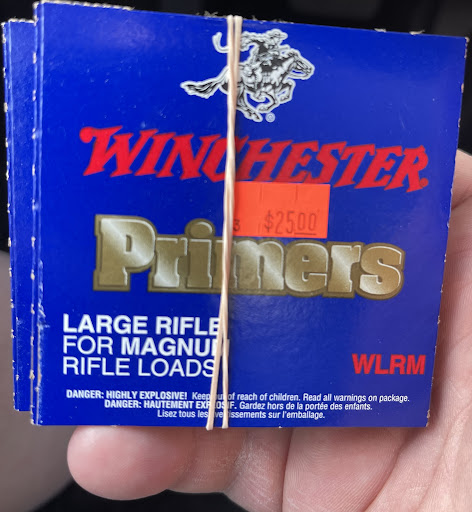 ®
WINCHESTER
$25.00
Primers
LARGE RIFLE
FOR MAGNUM
RIFLE LOADS
WLRM
DANGER: HIGHLY EXPLOSIVE! Keep out of reach of children. Read all warnings on package.
DANGER: HAUTEMENT EXPLOSIF. Gardez hors de la portée des enfants.
Lisez tous les avertissements sur l'emballage.